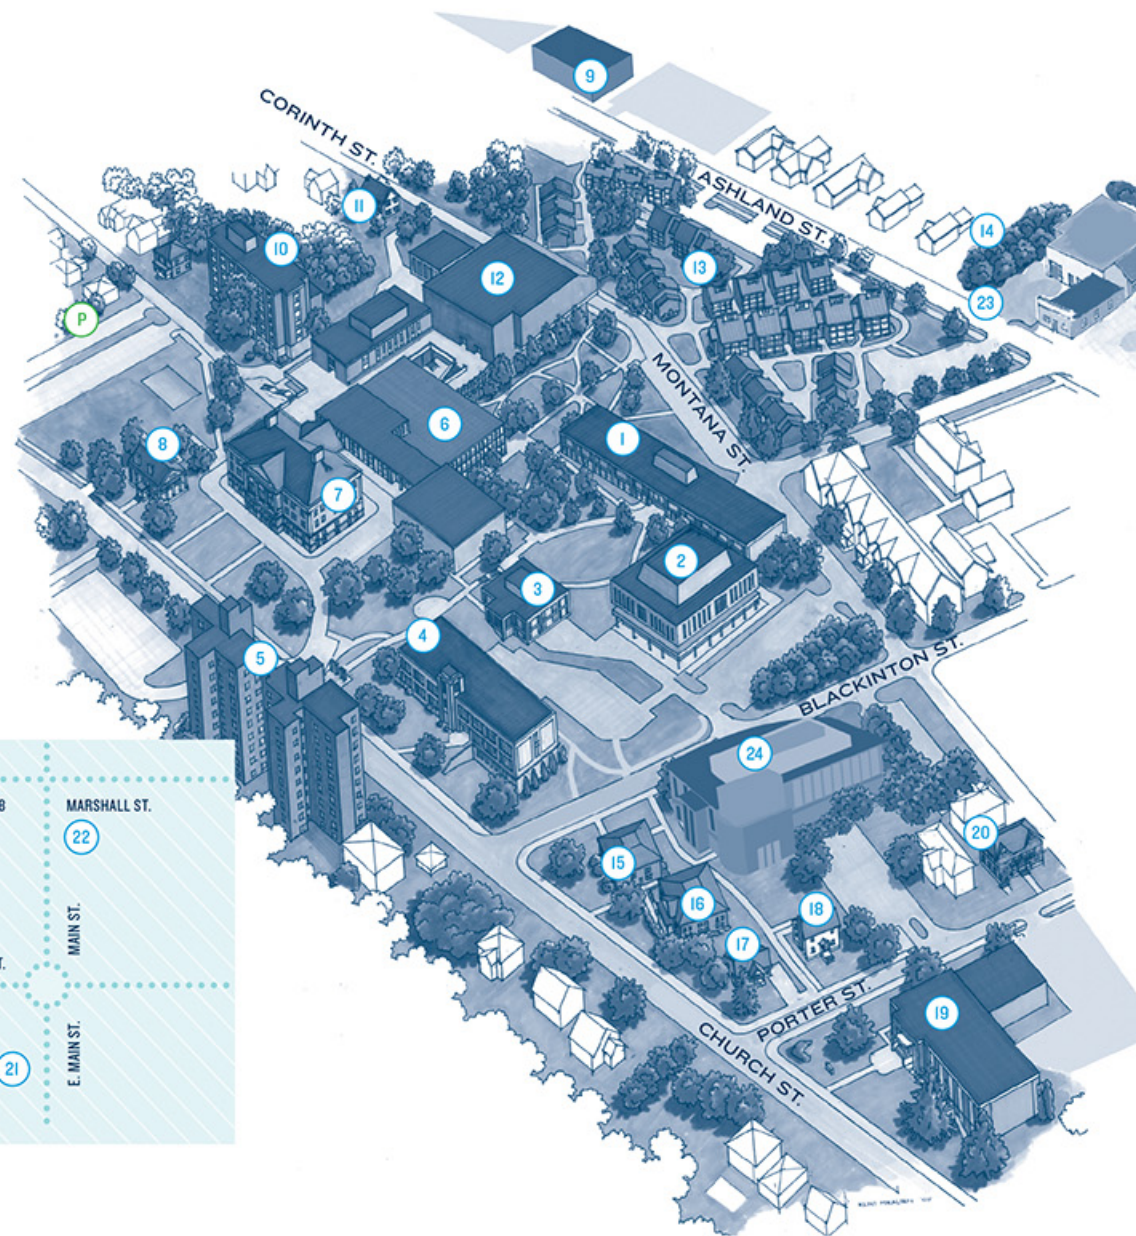 9
CORINTH ST.
ASHLAND ST.
11
10
14
12
13
23
P
MONTANA ST.
6
1
8
7
2
3
4
5
BLACKINTON ST.
24
8
MARSHALL ST.
22
20
15
16
18
MAIN ST.
17
T.
PORTER ST.
19
CHURCH ST.
21
E. MAIN ST.